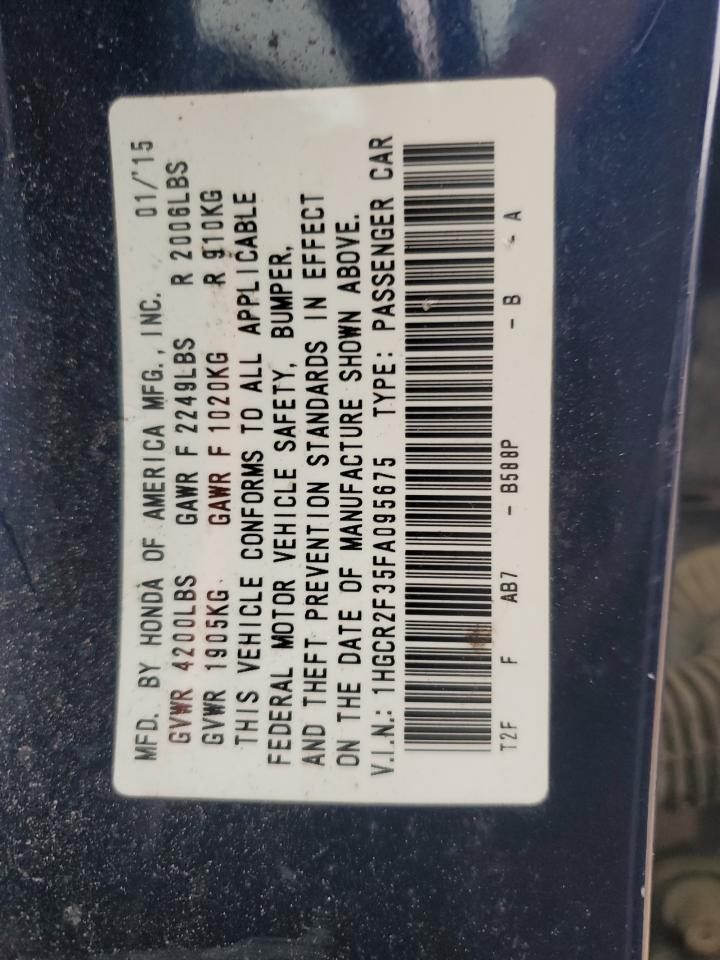 MFD. BY HONDA OF AMERICA MFG., INC. 01/'15
GVWR 4200LBS GAWR F 2249LBS R 2006LBS
GVWR 1905KG GAWR F 1020KG R 910KG
THIS VEHICLE CONFORMS TO ALL APPLICABLE
FEDERAL MOTOR VEHICLE SAFETY, BUMPER,
AND THEFT PREVENTION STANDARDS IN EFFECT
ON THE DATE OF MANUFACTURE SHOWN ABOVE.
V.I.N.: 1HGCR2F35FA095675 TYPE: PASSENGER CAR
T2F F AB7 - B588P - B - A